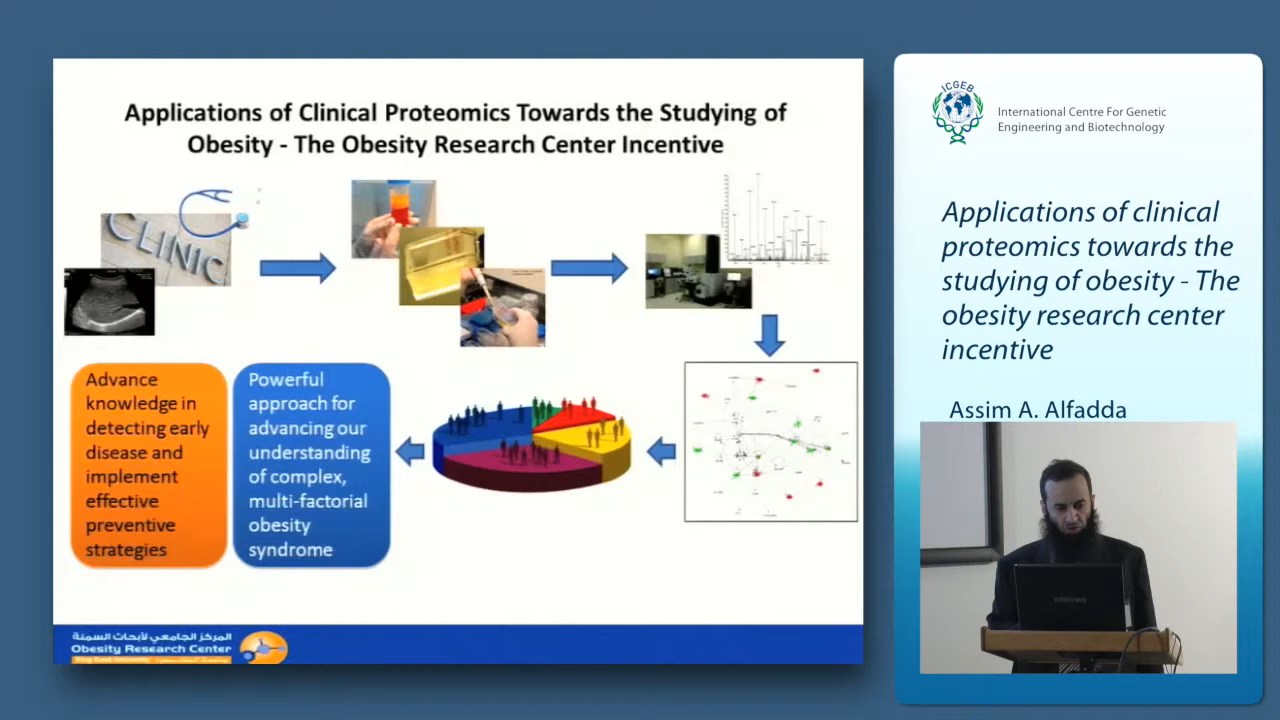 Applications of Clinical Proteomics Towards the Studying of
Obesity - The Obesity Research Center Incentive
CLINIC
Advance
knowledge in
detecting early
disease and
implement
effective
preventive
strategies
Powerful
approach for
advancing our
understanding
of complex,
multi-factorial
obesity
syndrome
المركز الجامعي لأبحاث السمنة
Obesity Research Center
King Saud University
ICGEB
International Centre For Genetic
Engineering and Biotechnology
Applications of clinical
proteomics towards the
studying of obesity - The
obesity research center
incentive
Assim A. Alfadda
TOSHIBA